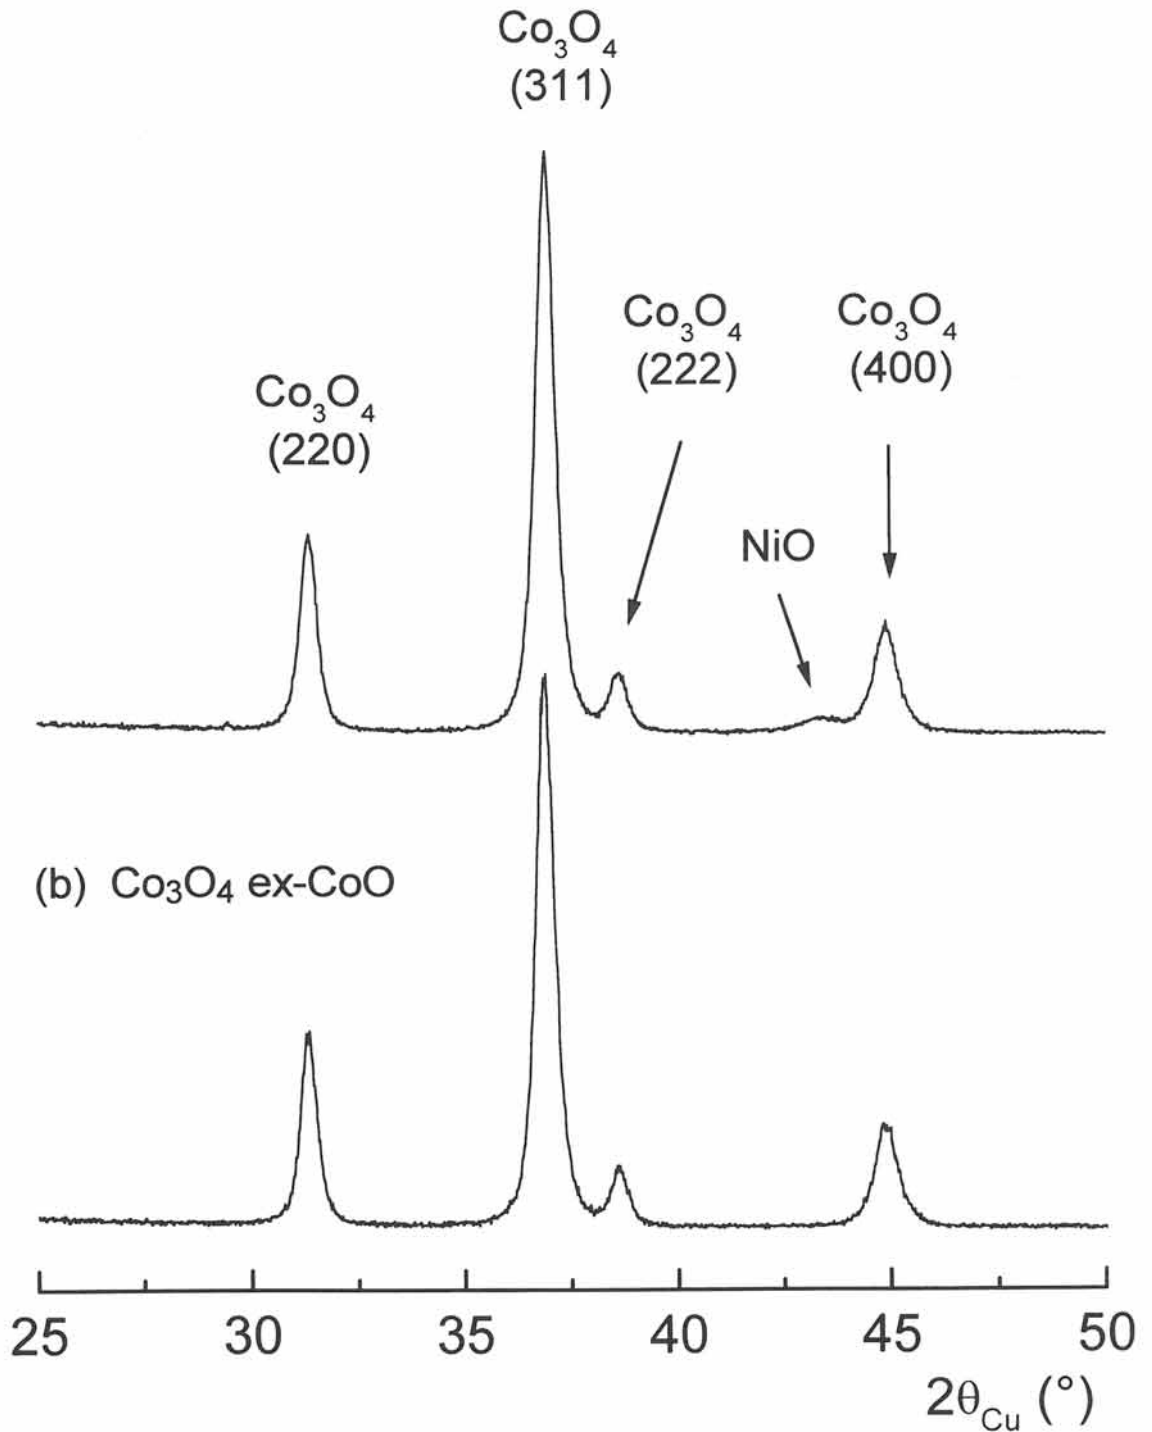 Co₃O₄
(311)
Co₃O₄
(222)
Co₃O₄
(400)
Co₃O₄
(220)
NiO
(b) Co₃O₄ ex-CoO
25 30 35 40 45 50
2θCu (°)